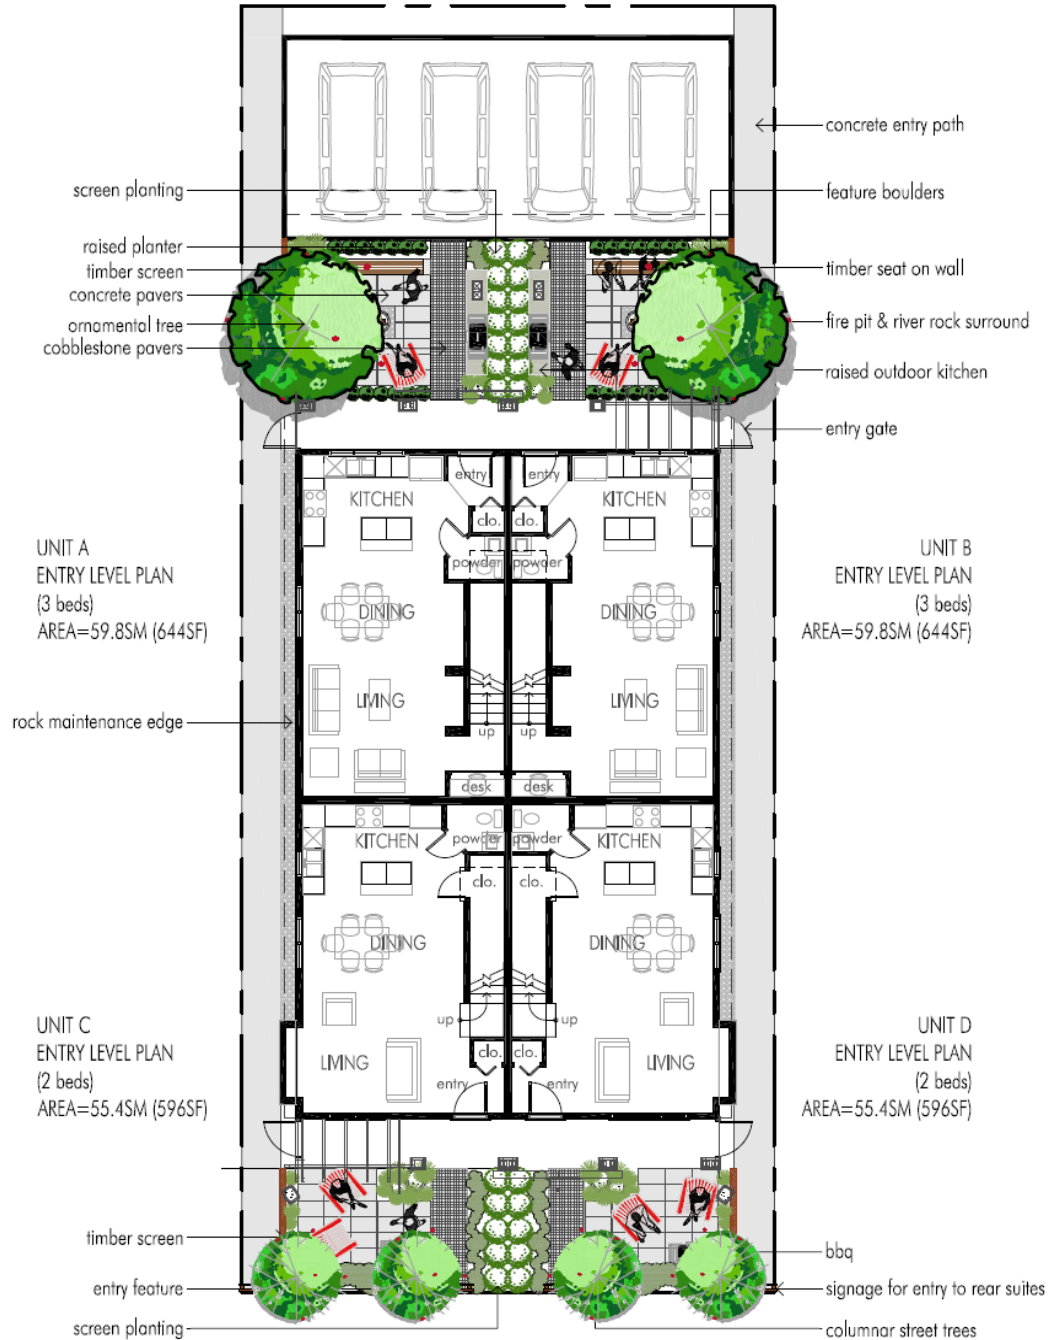 concrete entry path
screen planting
feature boulders
raised planter
timber screen
timber seat on wall
concrete pavers
ornamental tree
fire pit & river rock surround
cobblestone pavers
raised outdoor kitchen
entry gate
entry
entry
KITCHEN
KITCHEN
clo.
clo.
UNIT A
ENTRY LEVEL PLAN
(3 beds)
AREA=59.8SM (644SF)
UNIT B
ENTRY LEVEL PLAN
(3 beds)
AREA=59.8SM (644SF)
powder
powder
DINING
DINING
LIVING
LIVING
rock maintenance edge
up
up
desk
desk
KITCHEN
powder
powder
KITCHEN
clo.
clo.
DINING
DINING
UNIT C
ENTRY LEVEL PLAN
(2 beds)
AREA=55.4SM (596SF)
UNIT D
ENTRY LEVEL PLAN
(2 beds)
AREA=55.4SM (596SF)
up
up
LIVING
clo.
clo.
LIVING
entry
entry
timber screen
bbq
entry feature
signage for entry to rear suites
screen planting
columnar street trees